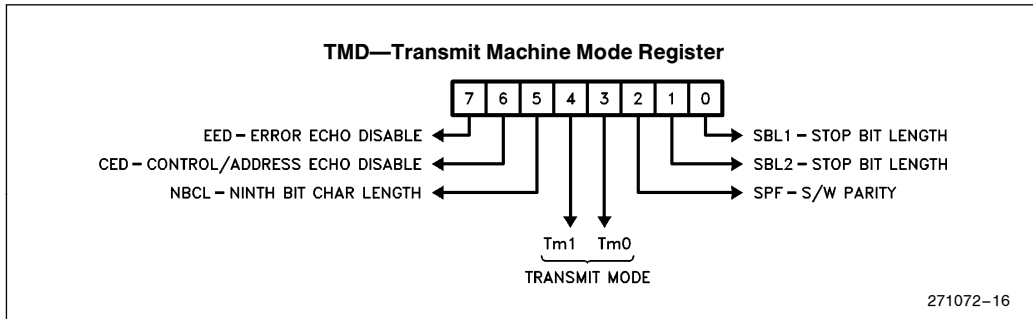 TMD—Transmit Machine Mode Register
7 6 5 4 3 2 1 0
EED – ERROR ECHO DISABLE
SBL1 – STOP BIT LENGTH
CED – CONTROL/ADDRESS ECHO DISABLE
SBL2 – STOP BIT LENGTH
NBCL – NINTH BIT CHAR LENGTH
SPF – S/W PARITY
Tm1 Tm0
TRANSMIT MODE
271072–16